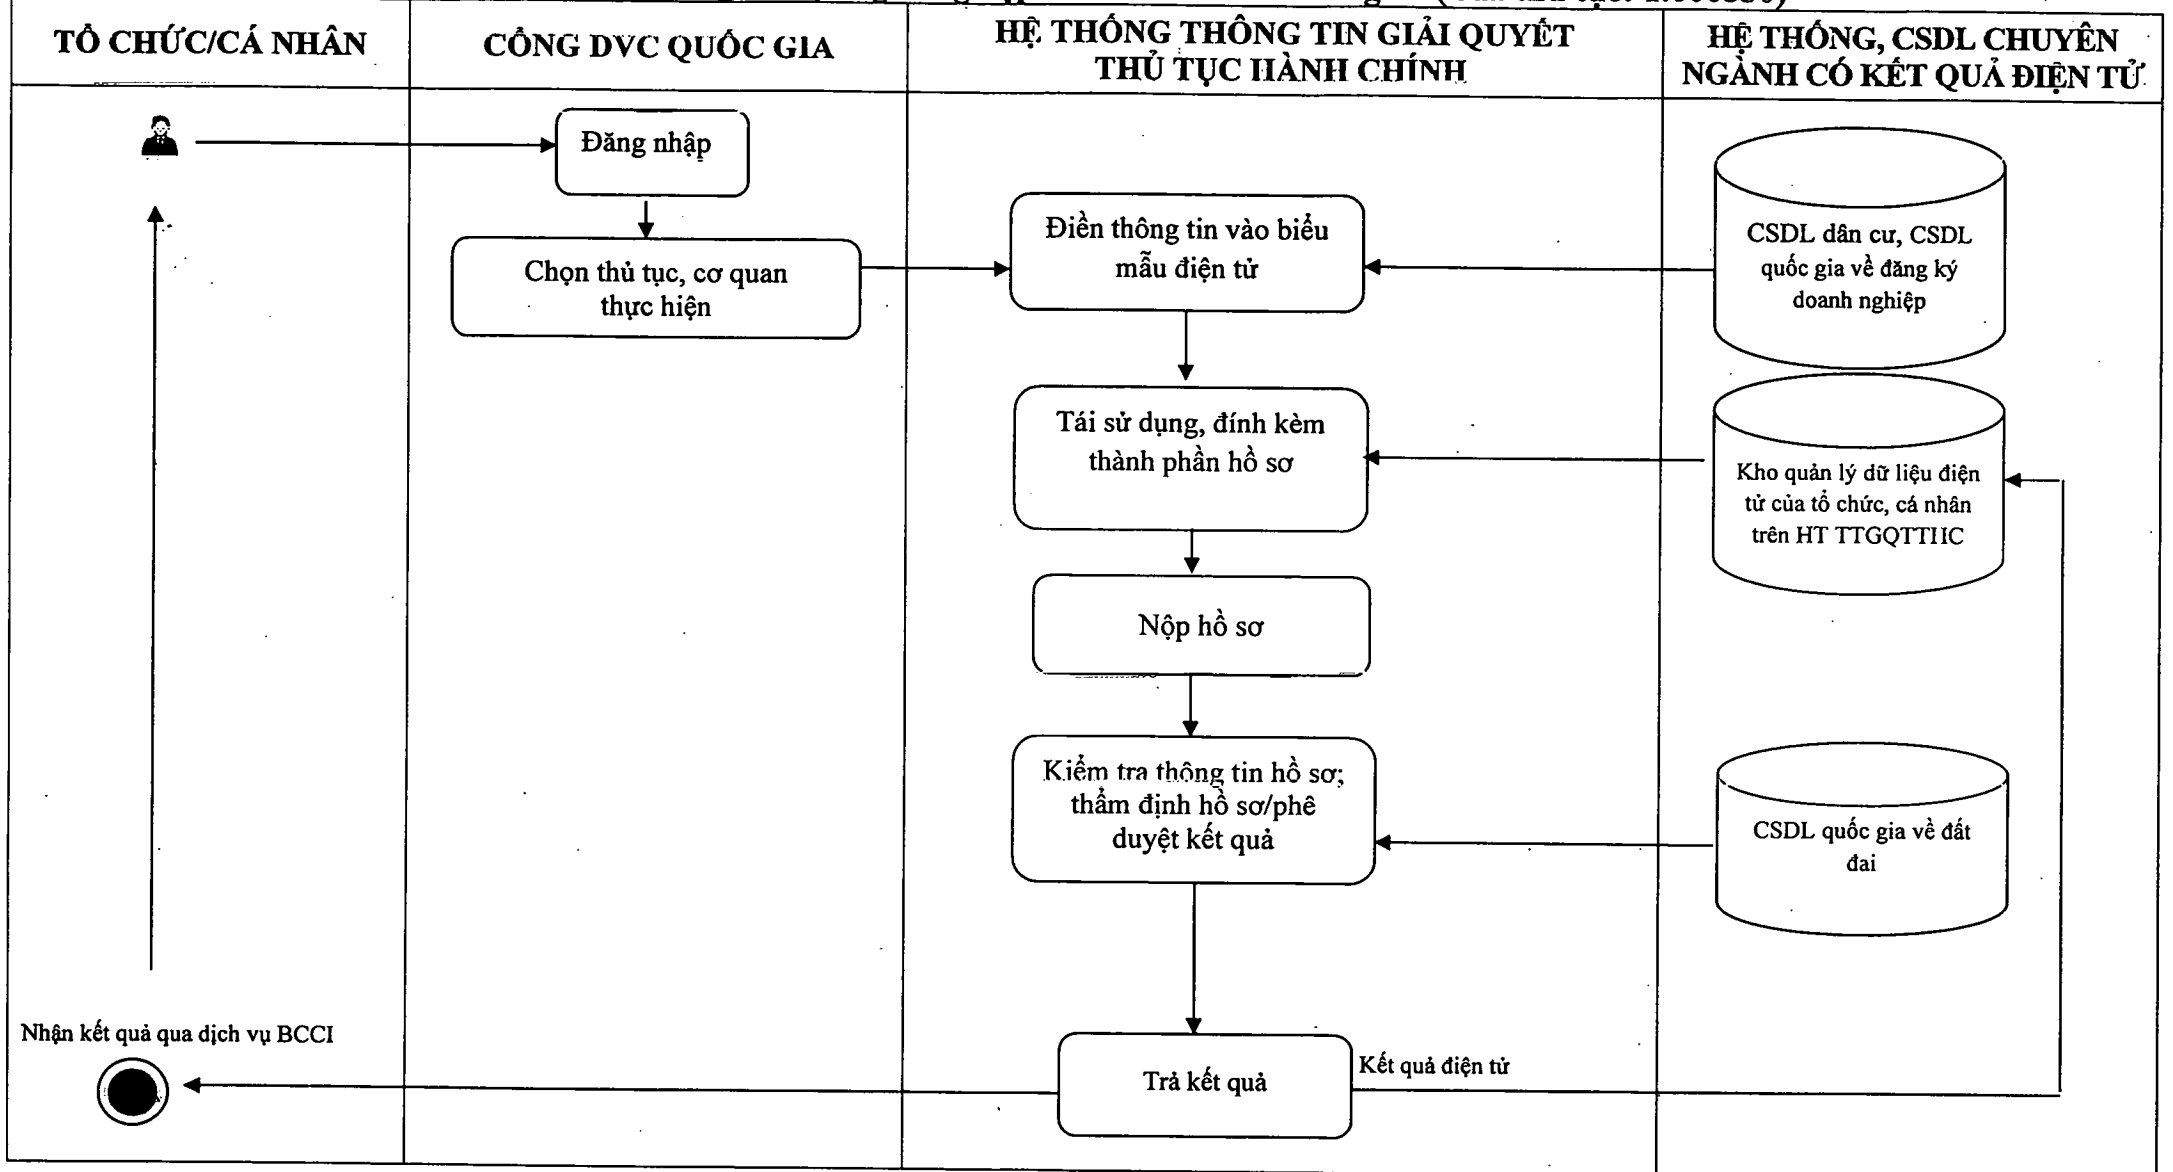 TỔ CHỨC/CÁ NHÂN
CỔNG DVC QUỐC GIA
HỆ THỐNG THÔNG TIN GIẢI QUYẾT
THỦ TỤC HÀNH CHÍNH
HỆ THỐNG, CSDL CHUYÊN
NGÀNH CÓ KẾT QUẢ ĐIỆN TỬ
Đăng nhập
Chọn thủ tục, cơ quan
thực hiện
Điền thông tin vào biểu
mẫu điện tử
CSDL dân cư, CSDL
quốc gia về đăng ký
doanh nghiệp
Tái sử dụng, đính kèm
thành phần hồ sơ
Kho quản lý dữ liệu điện
tử của tổ chức, cá nhân
trên HT TTGQTTHC
Nộp hồ sơ
Kiểm tra thông tin hồ sơ;
thẩm định hồ sơ/phê
duyệt kết quả
CSDL quốc gia về đất
đai
Nhận kết quả qua dịch vụ BCCI
Trả kết quả
Kết quả điện tử